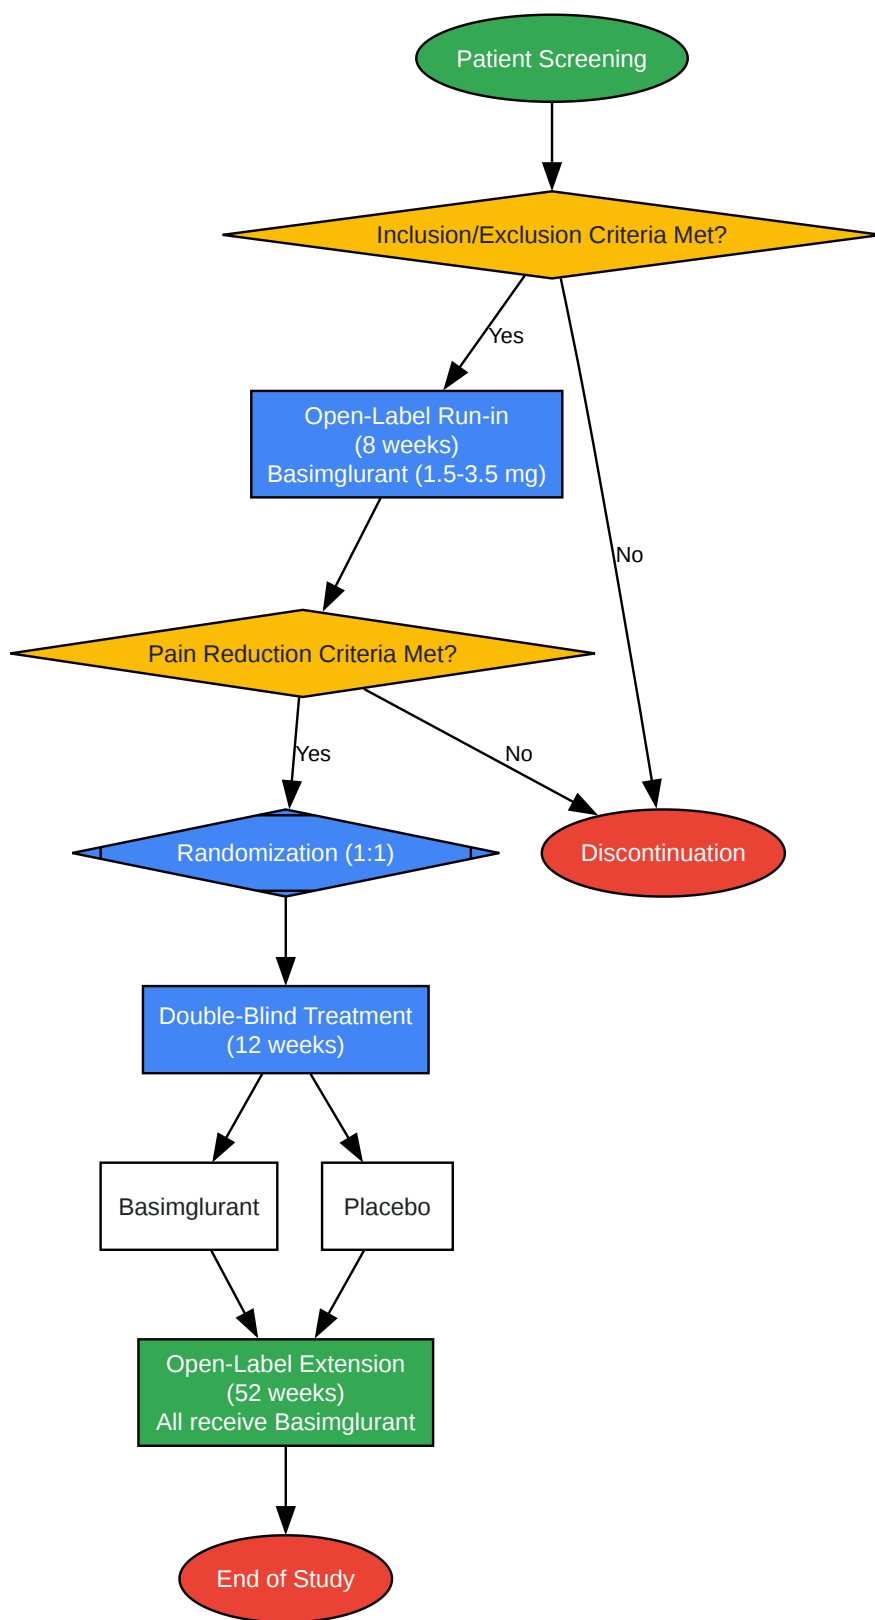 Patient Screening
Inclusion/Exclusion Criteria Met?
Yes
Open-Label Run-in
(8 weeks)
Basimglurant (1.5-3.5 mg)
No
Pain Reduction Criteria Met?
Yes
No
Randomization (1:1)
Discontinuation
Double-Blind Treatment
(12 weeks)
Basimglurant
Placebo
Open-Label Extension
(52 weeks)
All receive Basimglurant
End of Study